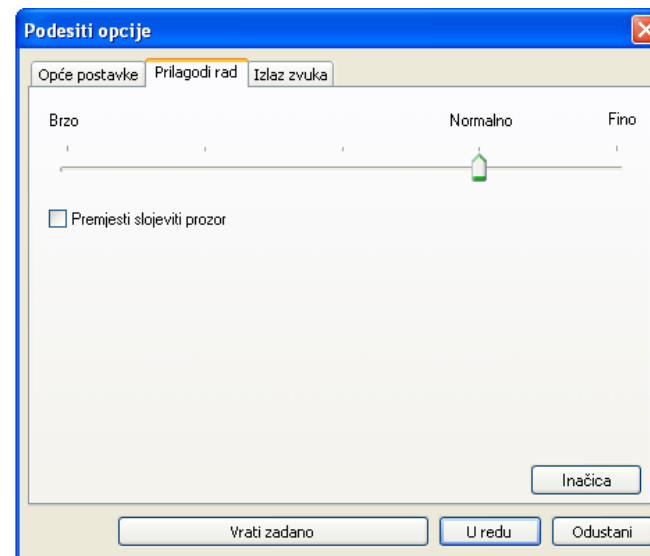 Podesiti opcije
Opće postavke Prilagodi rad Izlaz zvuka
Brzo Normalno Fino
Premjesti slojeviti prozor
Inačica
Vrati zadano U redu Odustani